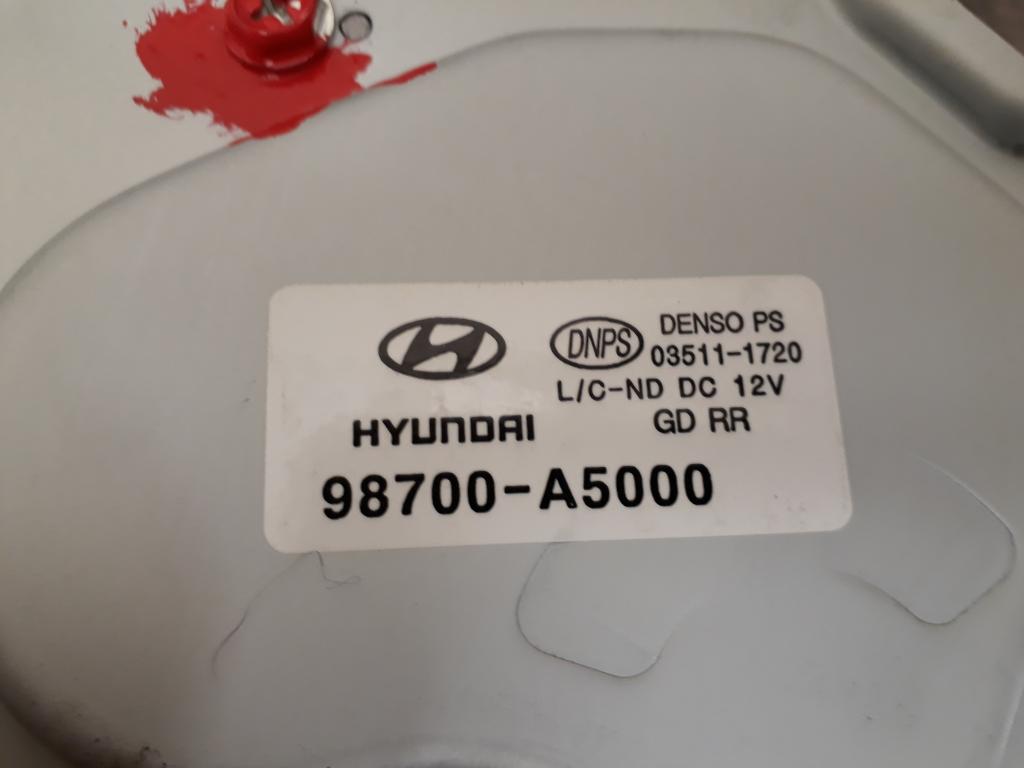 HYUNDAI
DNPS
DENSO PS
03511-1720
L/C-ND DC 12V
GD RR
98700-A5000